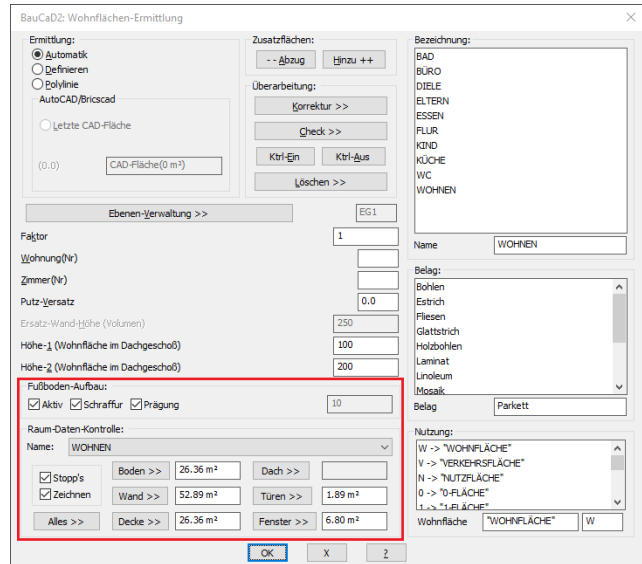 BauCaD2: Wohnflächen-Ermittlung
Ermittlung:
Automatik
Definieren
Polylinie
AutoCAD/Bricscad
Letzte CAD-Fläche
(0.0) CAD-Fläche(0 m²)
Zusatzflächen:
- - Abzug Hinzu ++
Überarbeitung:
Korrektur >>
Check >>
Ktrl-Ein Ktrl-Aus
Löschen >>
Ebenen-Verwaltung >> EG1
Faktor 1
Wohnung(Nr)
Zimmer(Nr)
Putz-Versatz 0.0
Ersatz-Wand-Höhe (Volumen) 250
Höhe-1 (Wohnfläche im Dachgeschoß) 100
Höhe-2 (Wohnfläche im Dachgeschoß) 200
Fußboden-Aufbau:
Aktiv Schraffur Prägung 10
Raum-Daten-Kontrolle:
Name: WOHNEN
Stopp's
Zeichnen
Boden >> 26.36 m² Dach >>
Wand >> 52.89 m² Türen >> 1.89 m²
Alles >> Decke >> 26.36 m² Fenster >> 6.80 m²
Bezeichnung:
BAD
BÜRO
DIELE
ELTERN
ESSEN
FLUR
KIND
KÜCHE
WC
WOHNEN
Name WOHNEN
Belag:
Bohlen
Estrich
Fliesen
Glattstrich
Holzbohlen
Laminat
Linoleum
Mosaik
Belag Parkett
Nutzung:
W -> "WOHNFLÄCHE"
V -> "VERKEHRSFLÄCHE"
N -> "NUTZFLÄCHE"
0 -> "0-FLÄCHE"
1 -> "1-FLÄCHE"
Wohnfläche "WOHNFLÄCHE" W
OK X ?